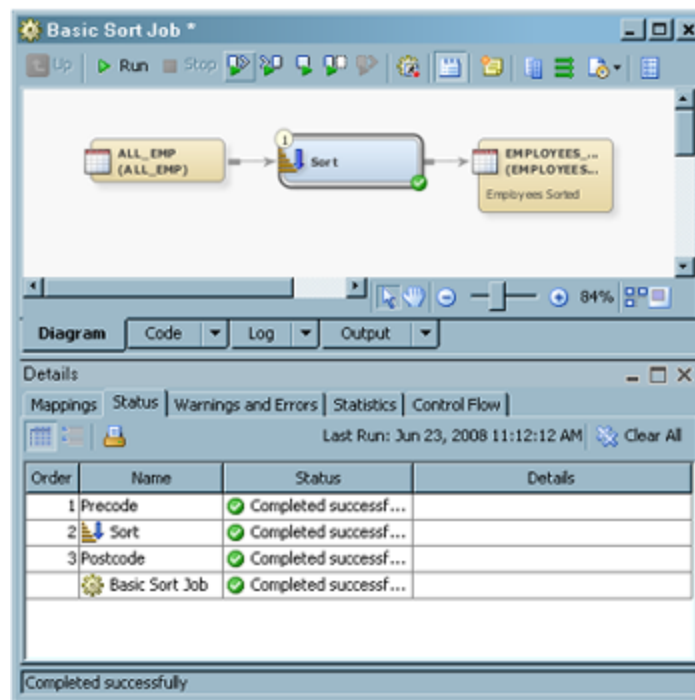 Basic Sort Job *
Up Run Stop
ALL_EMP
(ALL_EMP)
1
Sort
EMPLOYEES_...
(EMPLOYEES...
Employees Sorted
84%
Diagram Code Log Output
Details
Mappings Status Warnings and Errors Statistics Control Flow
Last Run: Jun 23, 2008 11:12:12 AM Clear All
Order Name Status Details
1 Precode Completed successf...
2 Sort Completed successf...
3 Postcode Completed successf...
Basic Sort Job Completed successf...
Completed successfully